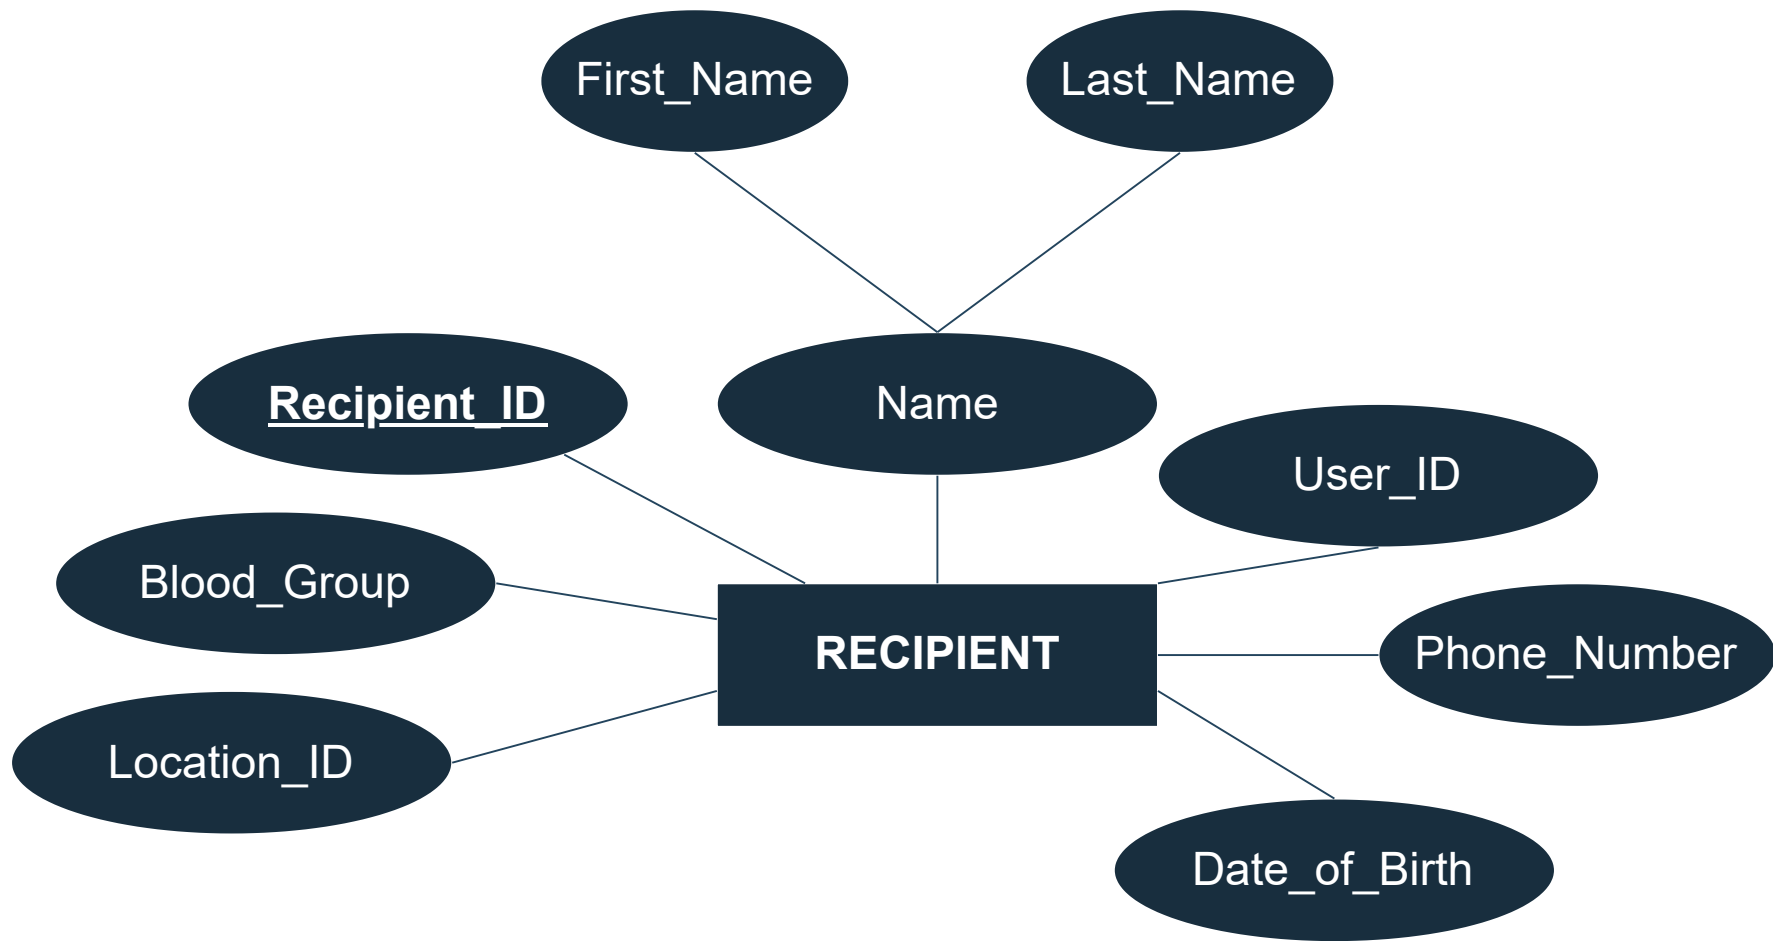 First_Name
Last_Name
Recipient_ID
Name
User_ID
Blood_Group
RECIPIENT
Phone_Number
Location_ID
Date_of_Birth